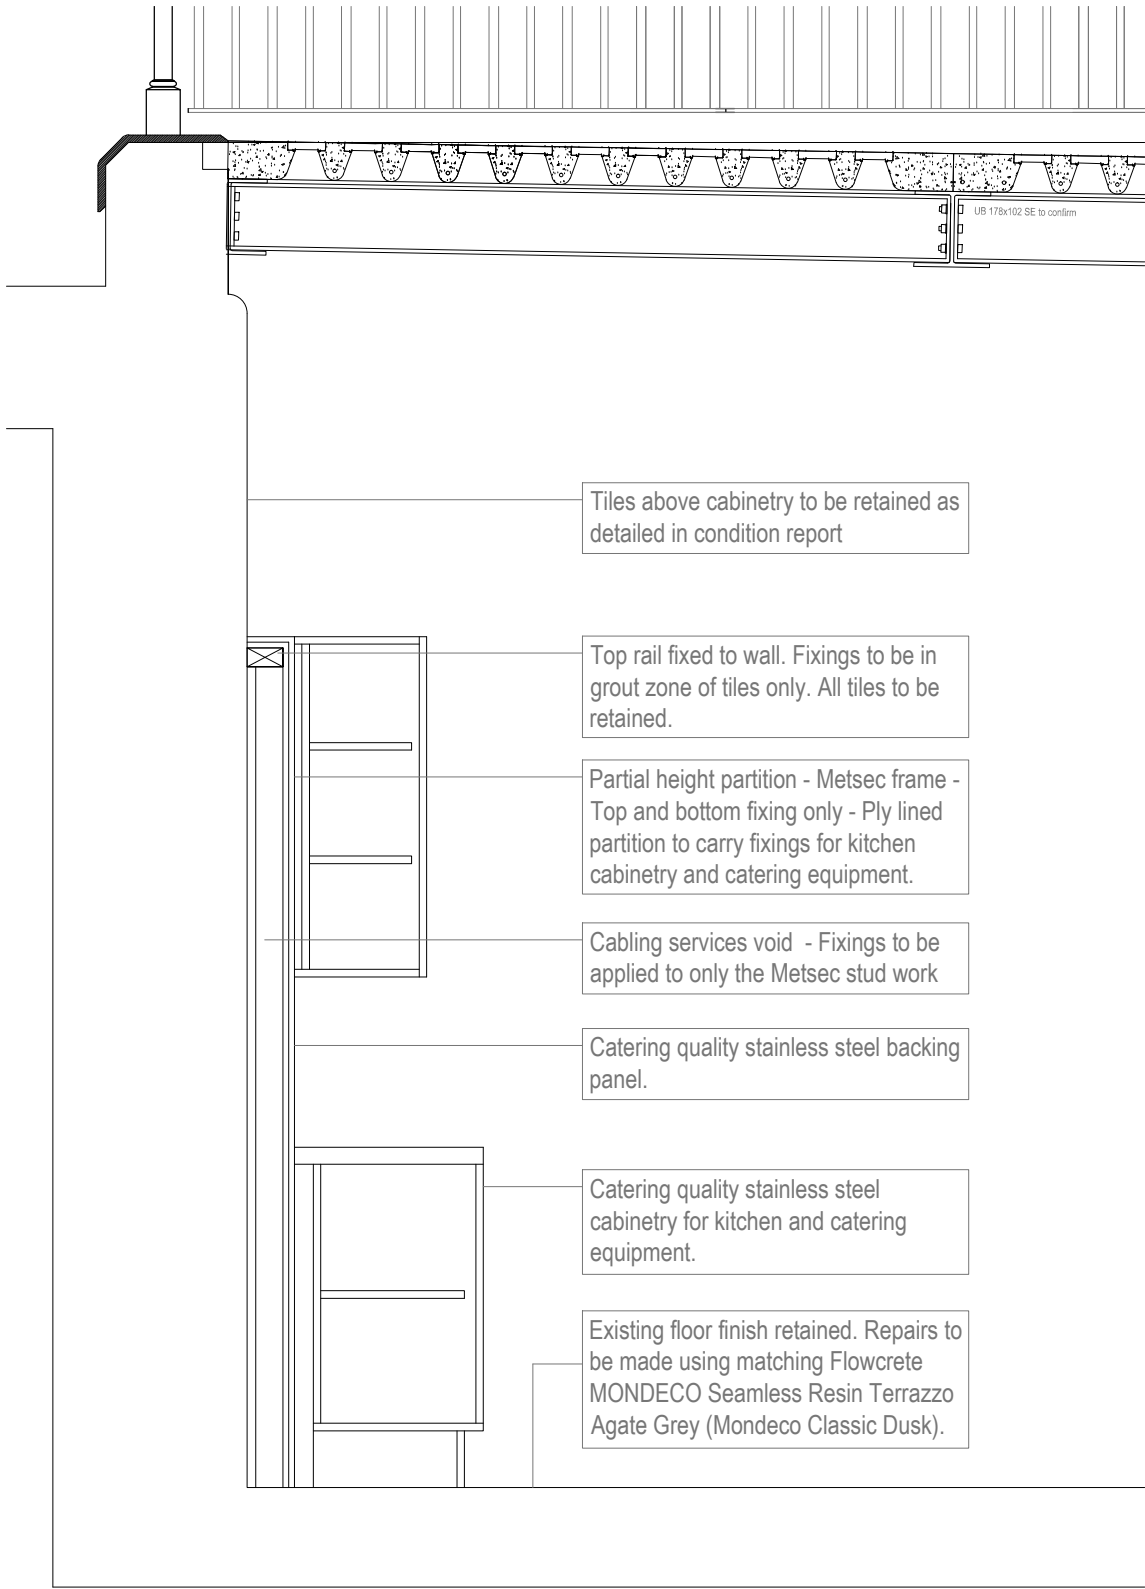 UB 178x102 SE to confirm
Tiles above cabinetry to be retained as
detailed in condition report
Top rail fixed to wall. Fixings to be in
grout zone of tiles only. All tiles to be
retained.
Partial height partition - Metsec frame -
Top and bottom fixing only - Ply lined
partition to carry fixings for kitchen
cabinetry and catering equipment.
Cabling services void  - Fixings to be
applied to only the Metsec stud work
Catering quality stainless steel backing
panel.
Catering quality stainless steel
cabinetry for kitchen and catering
equipment.
Existing floor finish retained. Repairs to
be made using matching Flowcrete
MONDECO Seamless Resin Terrazzo
Agate Grey (Mondeco Classic Dusk).